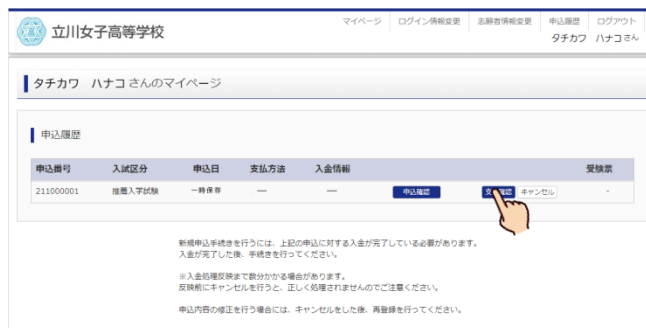 マイページ ログイン情報変更 志願者情報変更 申込履歴 ログアウト
立川女子高等学校
タチカワ ハナコさん
タチカワ ハナコさんのマイページ
申込履歴
申込番号 入試区分 申込日 支払方法 入金情報 受験票
211000001 推薦入学試験 一時保存 — — 申込確認 支 確認 キャンセル -
新規申込手続きを行うには、上記の申込に対する入金が完了している必要があります。
入金が完了した後、手続きを行ってください。
※入金処理反映まで数分かかる場合があります。
反映前にキャンセルを行うと、正しく処理されませんのでご注意ください。
申込内容の修正を行う場合には、キャンセルをした後、再登録を行ってください。